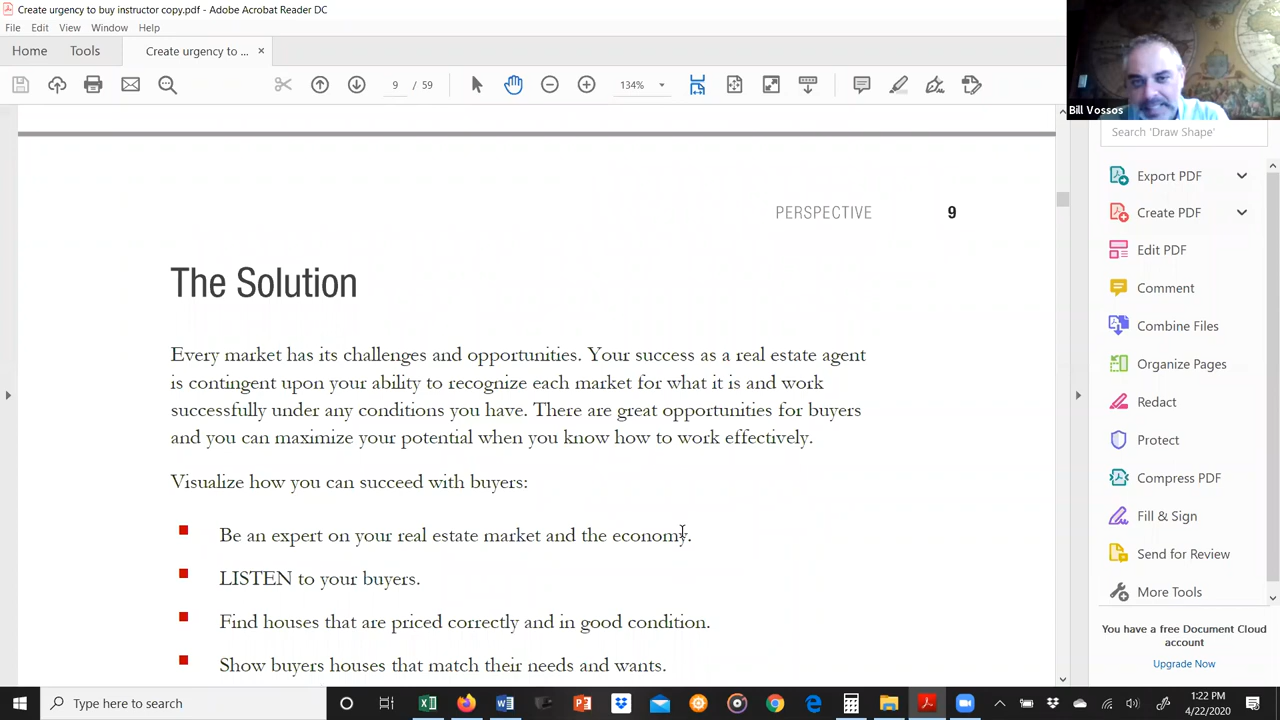 Create urgency to buy instructor copy.pdf - Adobe Acrobat Reader DC
File Edit View Window Help
Home Tools Create urgency to ... ×
9 / 59 134%
Bill Vossos
Search 'Draw Shape'
Export PDF
Create PDF
Edit PDF
Comment
Combine Files
Organize Pages
Redact
Protect
Compress PDF
Fill & Sign
Send for Review
More Tools
You have a free Document Cloud
account
Upgrade Now
PERSPECTIVE 9
The Solution
Every market has its challenges and opportunities. Your success as a real estate agent
is contingent upon your ability to recognize each market for what it is and work
successfully under any conditions you have. There are great opportunities for buyers
and you can maximize your potential when you know how to work effectively.
Visualize how you can succeed with buyers:
Be an expert on your real estate market and the economy.
LISTEN to your buyers.
Find houses that are priced correctly and in good condition.
Show buyers houses that match their needs and wants.
Type here to search
1:22 PM
4/22/2020